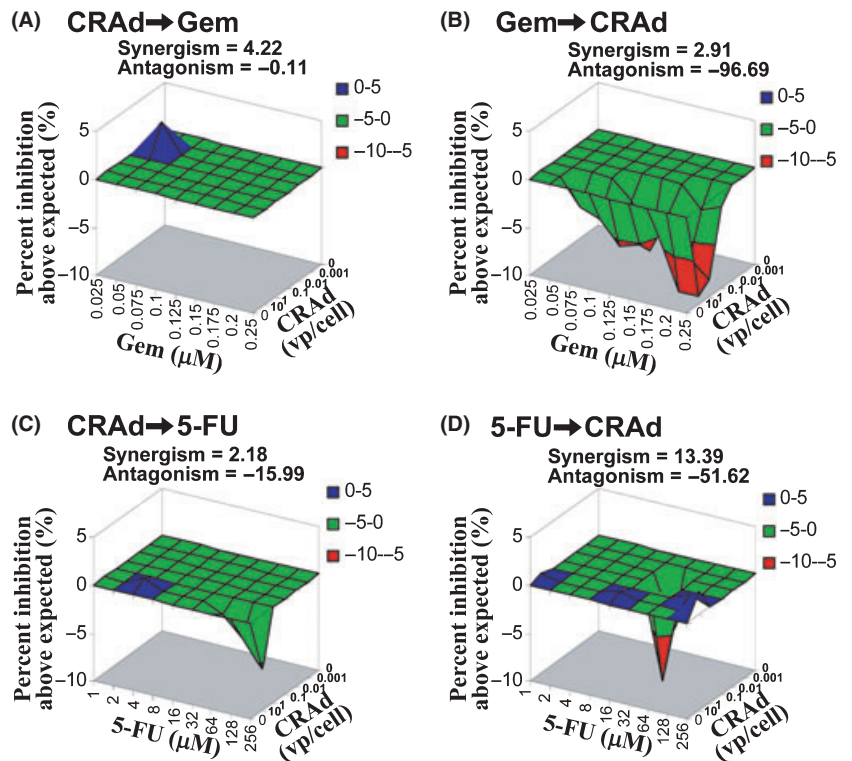 (A) CRAd→Gem
Synergism = 4.22
Antagonism = –0.11
0-5
–5-0
–10-–5
Percent inhibition
above expected (%)
5
0
–5
–10
0.025
0.05
0.075
0.1
0.125
0.15
0.175
0.2
0.25
Gem (μM)
0 10 1 0.1 0.01 0.001 0
CRAd
(vp/cell)
(B) Gem→CRAd
Synergism = 2.91
Antagonism = –96.69
0-5
–5-0
–10-–5
Percent inhibition
above expected (%)
5
0
–5
–10
0.025
0.05
0.075
0.1
0.125
0.15
0.175
0.2
0.25
Gem (μM)
0 10 1 0.1 0.01 0.001 0
CRAd
(vp/cell)
(C) CRAd→5-FU
Synergism = 2.18
Antagonism = –15.99
0-5
–5-0
–10-–5
Percent inhibition
above expected (%)
5
0
–5
–10
1
2
4
8
16
32
64
128
256
5-FU (μM)
0 10 1 0.1 0.01 0.001 0
CRAd
(vp/cell)
(D) 5-FU→CRAd
Synergism = 13.39
Antagonism = –51.62
0-5
–5-0
–10-–5
Percent inhibition
above expected (%)
5
0
–5
–10
1
2
4
8
16
32
64
128
256
5-FU (μM)
0 10 1 0.1 0.01 0.001 0
CRAd
(vp/cell)